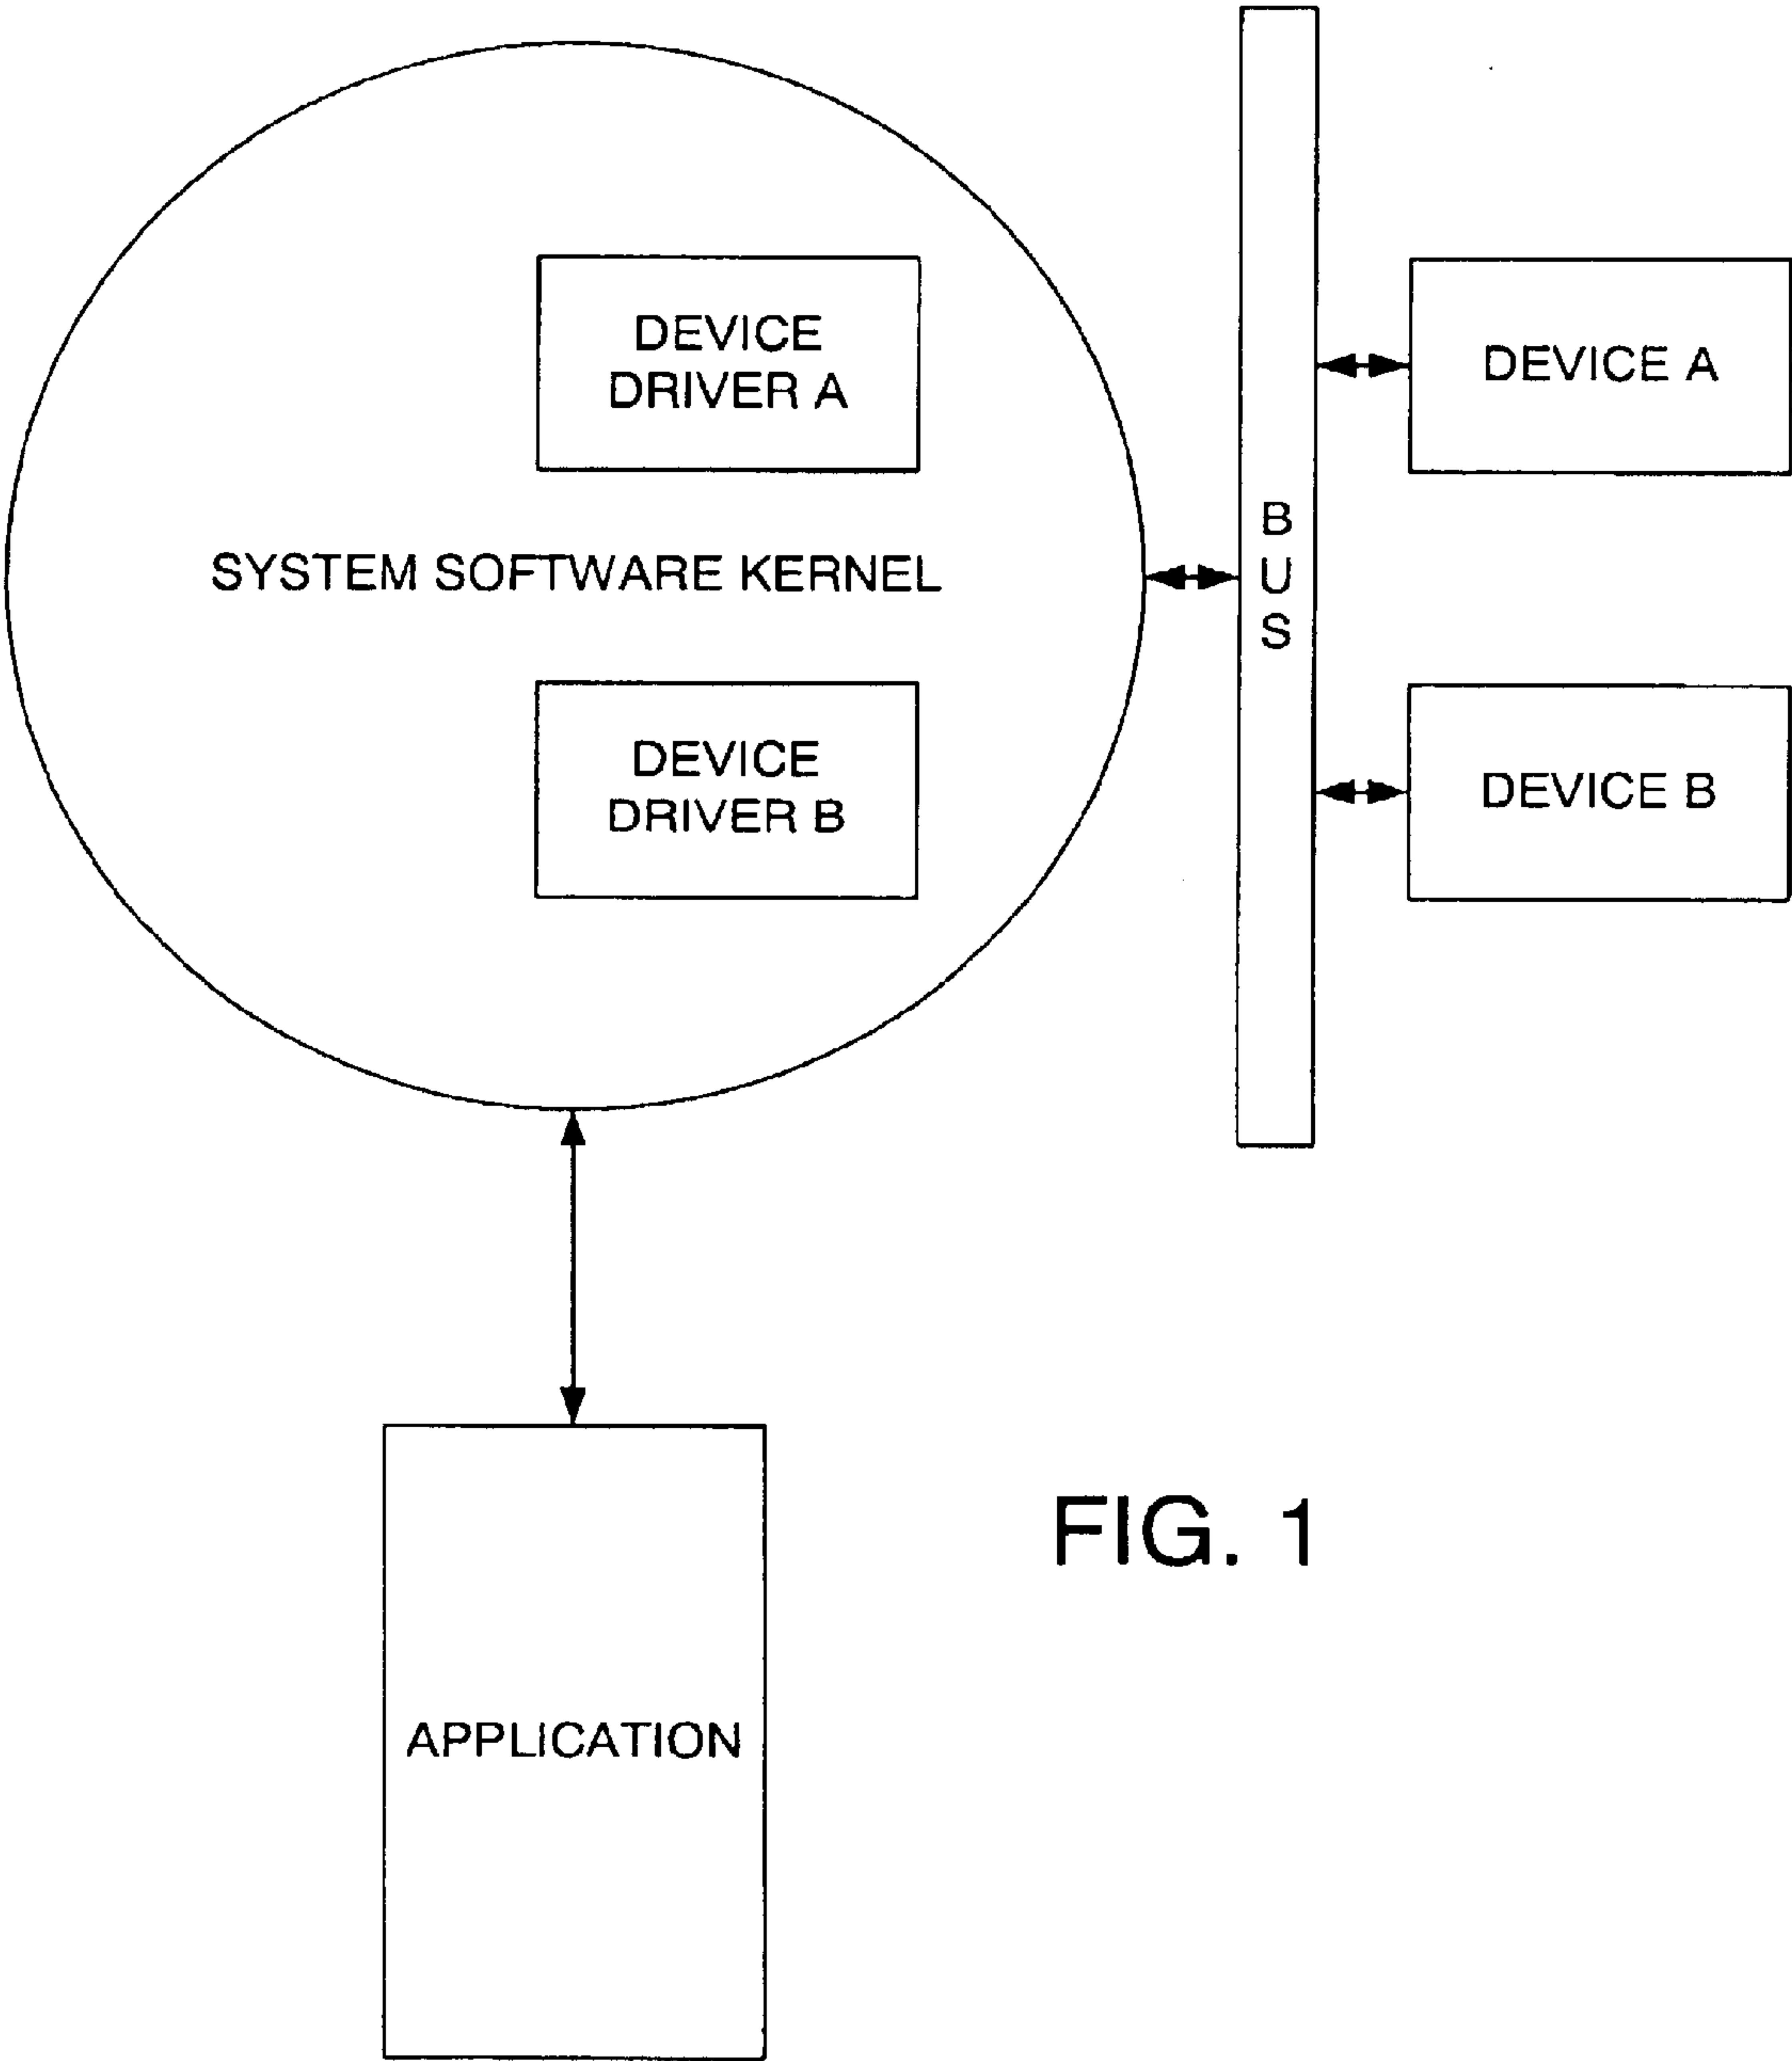 DEVICE
DRIVER A
SYSTEM SOFTWARE KERNEL
DEVICE
DRIVER B
B
U
S
DEVICE A
DEVICE B
APPLICATION
FIG. 1